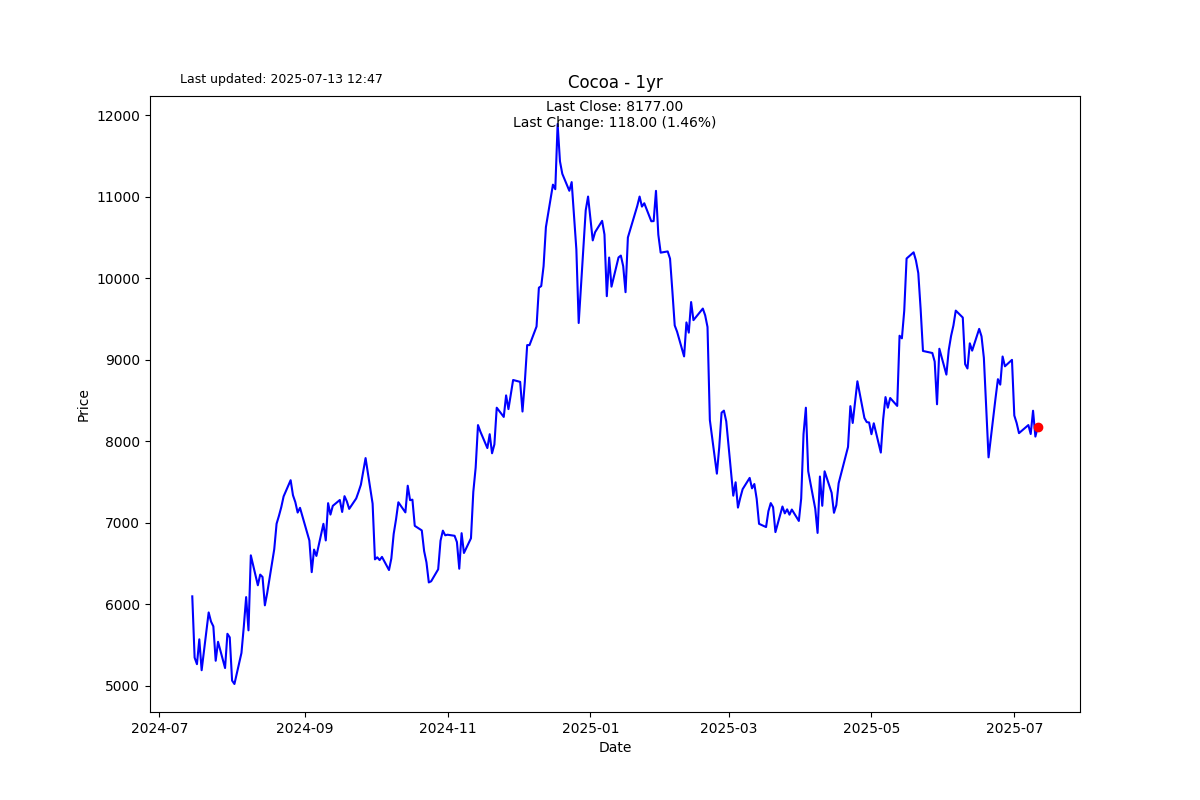 Last updated: 2025-07-13 12:47
Cocoa - 1yr
Last Close: 8177.00
Last Change: 118.00 (1.46%)
12000
11000
10000
9000
8000
7000
6000
5000
Price
2024-07
2024-09
2024-11
2025-01
2025-03
2025-05
2025-07
Date